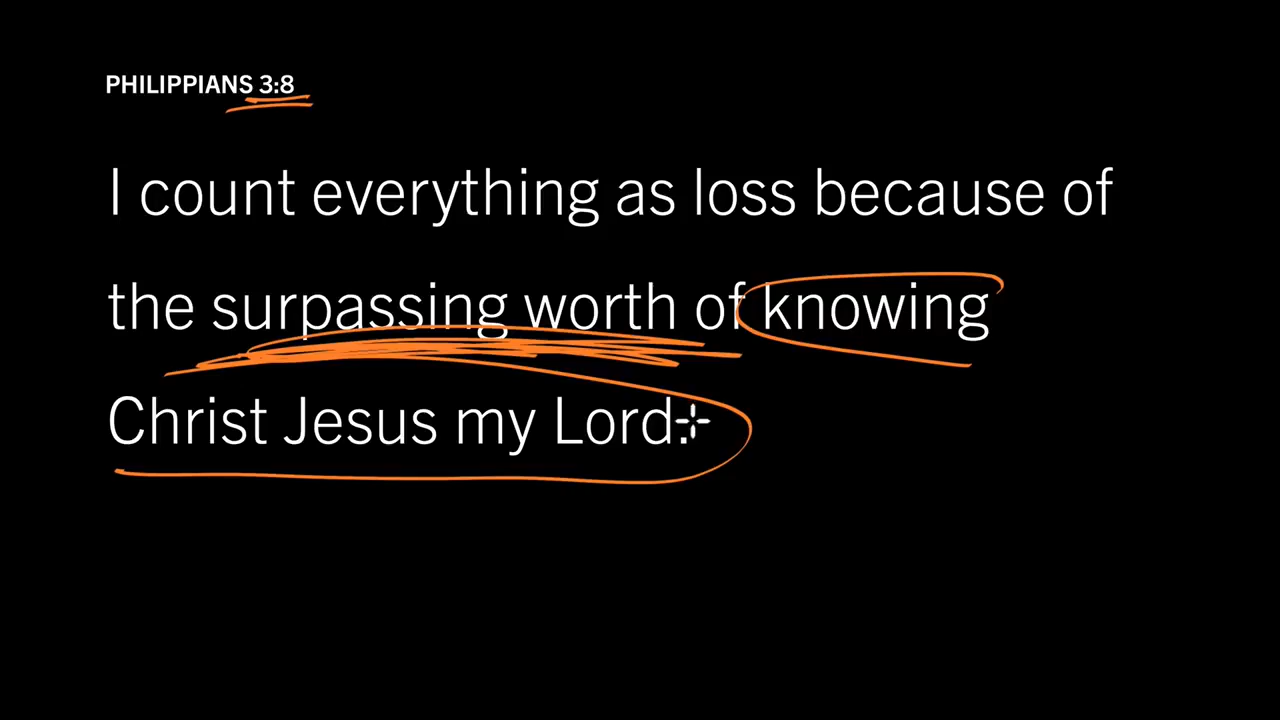 PHILIPPIANS 3:8
I count everything as loss because of
the surpassing worth of knowing
Christ Jesus my Lord.